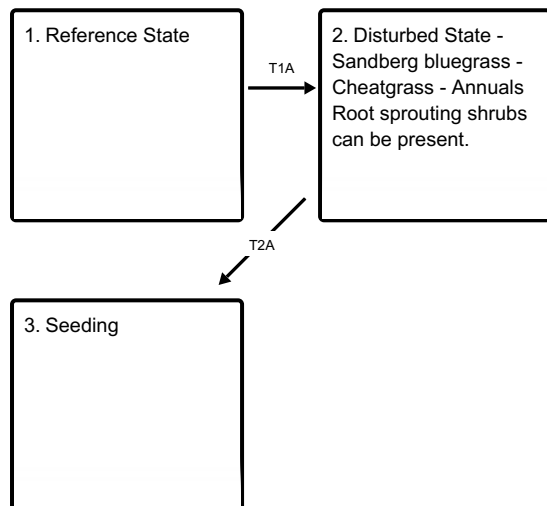 1. Reference State
T1A
2. Disturbed State -
Sandberg bluegrass -
Cheatgrass - Annuals
Root sprouting shrubs
can be present.
T2A
3. Seeding